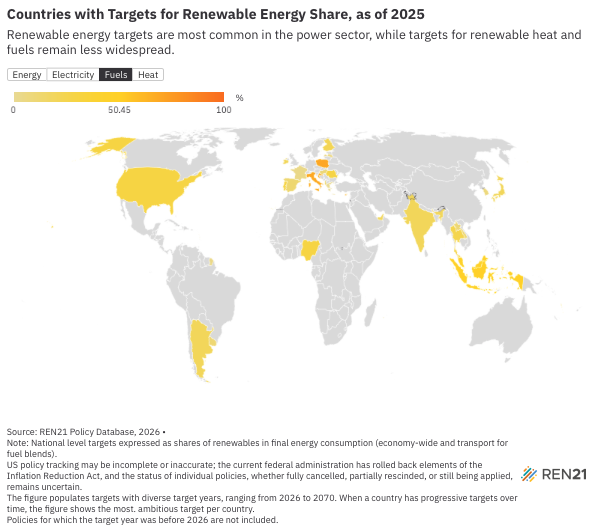 Countries with Targets for Renewable Energy Share, as of 2025
Renewable energy targets are most common in the power sector, while targets for renewable heat and
fuels remain less widespread.
Energy Electricity Fuels Heat
%
0 50.45 100
Source: REN21 Policy Database, 2026 •
Note: National level targets expressed as shares of renewables in final energy consumption (economy-wide and transport for
fuel blends).
US policy tracking may be incomplete or inaccurate; the current federal administration has rolled back elements of the
Inflation Reduction Act, and the status of individual policies, whether fully cancelled, partially rescinded, or still being applied,
remains uncertain.
The figure populates targets with diverse target years, ranging from 2026 to 2070. When a country has progressive targets over
time, the figure shows the most. ambitious target per country.
Policies for which the target year was before 2026 are not included.
REN21